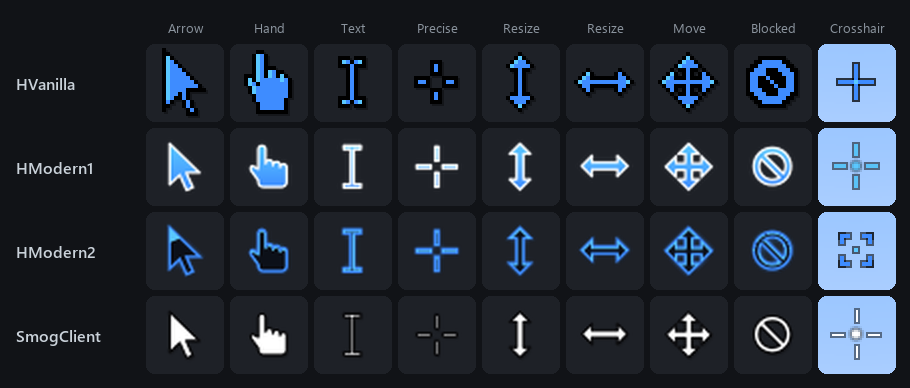 Arrow Hand Text Precise Resize Resize Move Blocked Crosshair
HVanilla
HModern1
HModern2
SmogClient